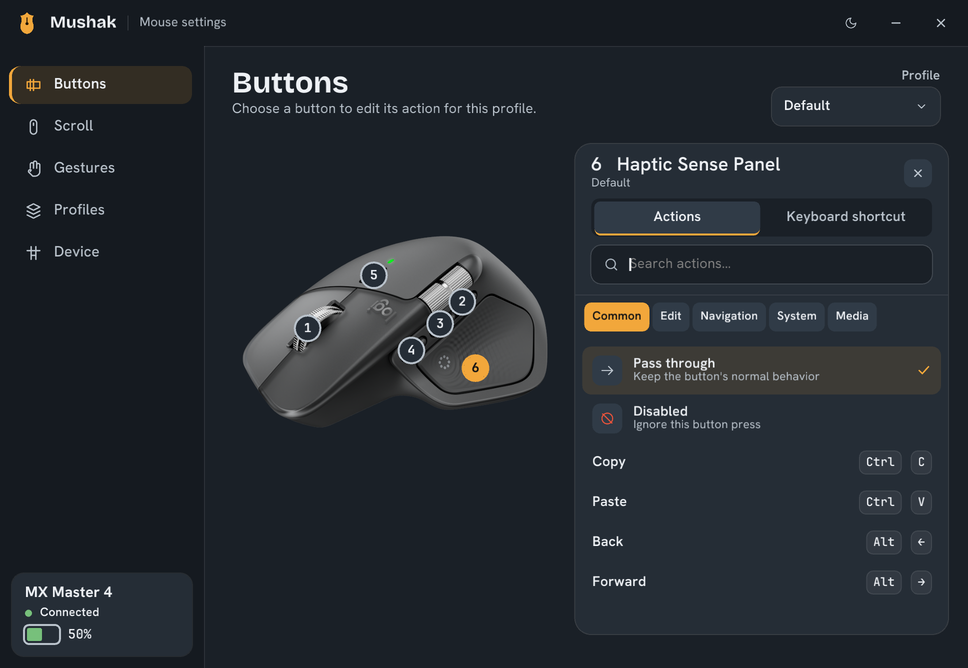 Mushak
Mouse settings
Buttons
Scroll
Gestures
Profiles
Device
MX Master 4
Connected
50%
Buttons
Choose a button to edit its action for this profile.
Profile
Default
1
2
3
4
5
6
logi
6 Haptic Sense Panel
Default
Actions
Keyboard shortcut
Search actions...
Common
Edit
Navigation
System
Media
Pass through
Keep the button's normal behavior
Disabled
Ignore this button press
Copy
Ctrl C
Paste
Ctrl V
Back
Alt ←
Forward
Alt →